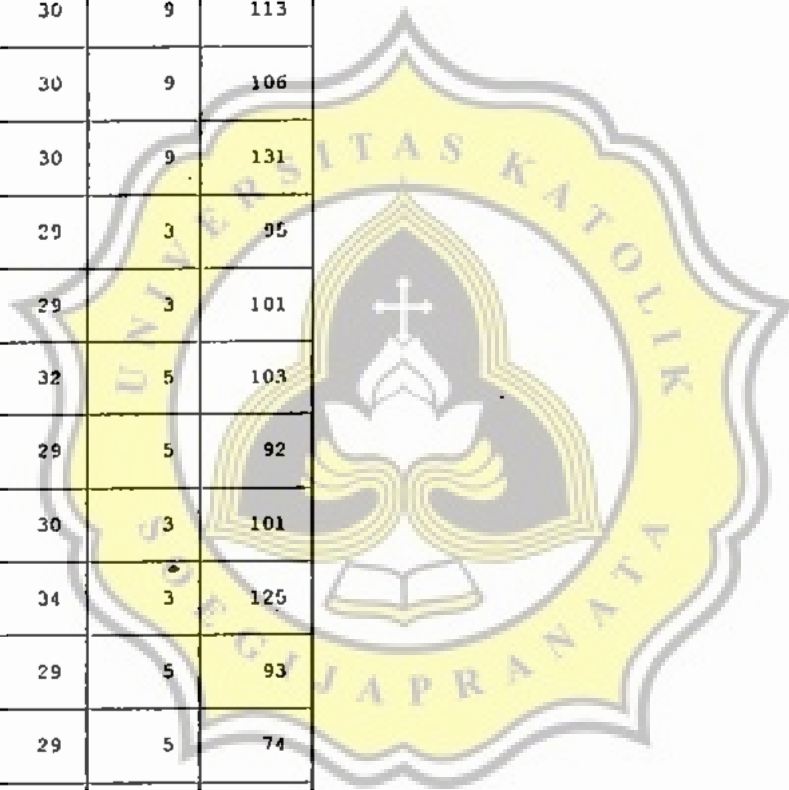 30 9 113
30 9 106
30 9 131
29 3 95
29 3 101
32 5 103
29 5 92
30 3 101
34 3 125
29 5 93
29 5 74
UNIVERSITAS KATOLIK
SOEGIJAPRANATA